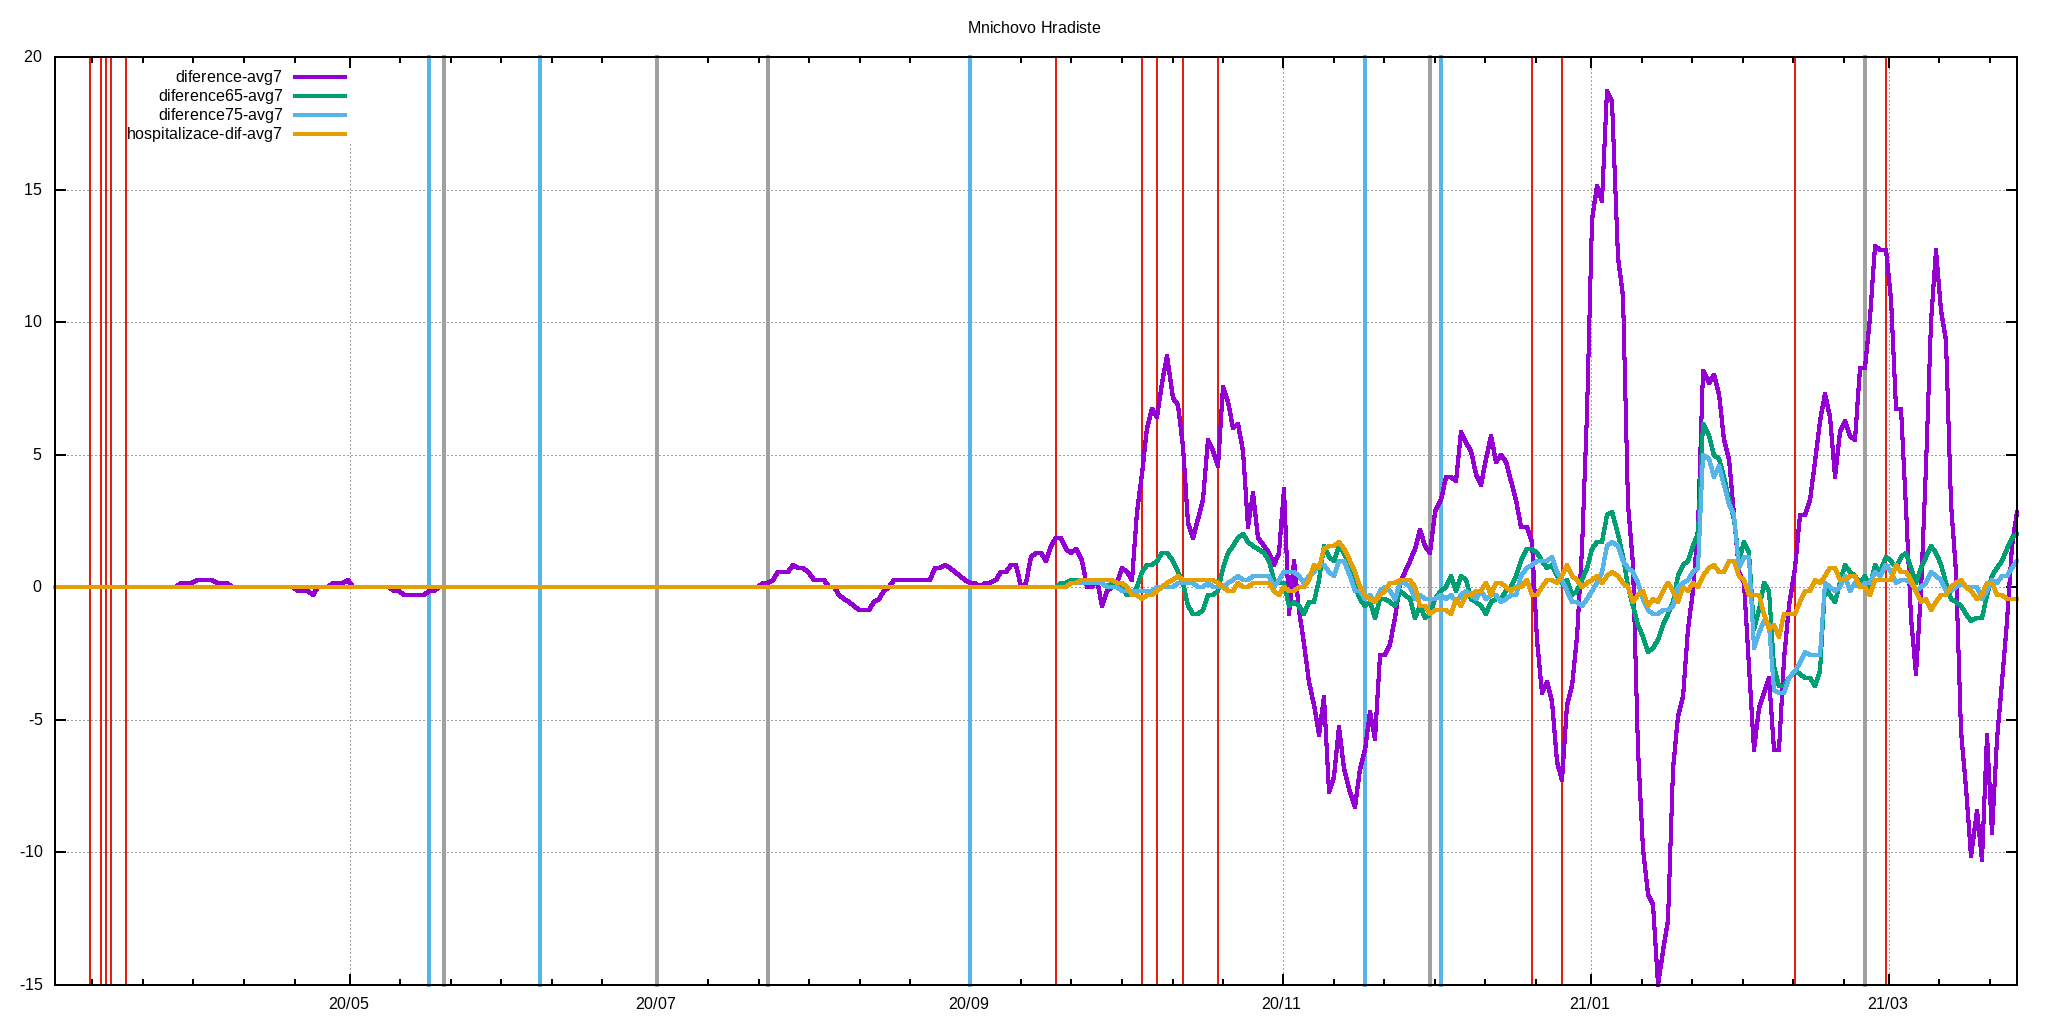 Mnichovo Hradiste
diference-avg7
diference65-avg7
diference75-avg7
hospitalizace-dif-avg7
20
15
10
5
0
-5
-10
-15
20/05 20/07 20/09 20/11 21/01 21/03